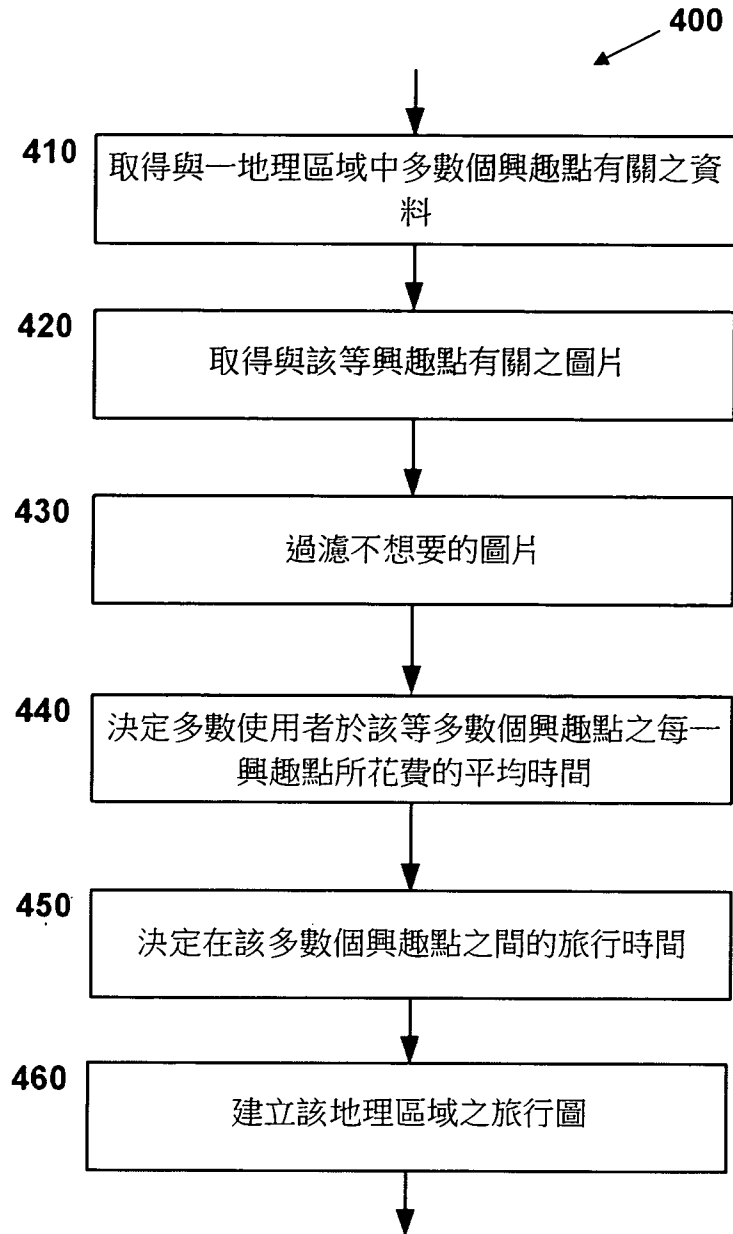 400
410
取得與一地理區域中多數個興趣點有關之資
料
420
取得與該等興趣點有關之圖片
430
過濾不想要的圖片
440
決定多數使用者於該等多數個興趣點之每一
興趣點所花費的平均時間
450
決定在該多數個興趣點之間的旅行時間
460
建立該地理區域之旅行圖